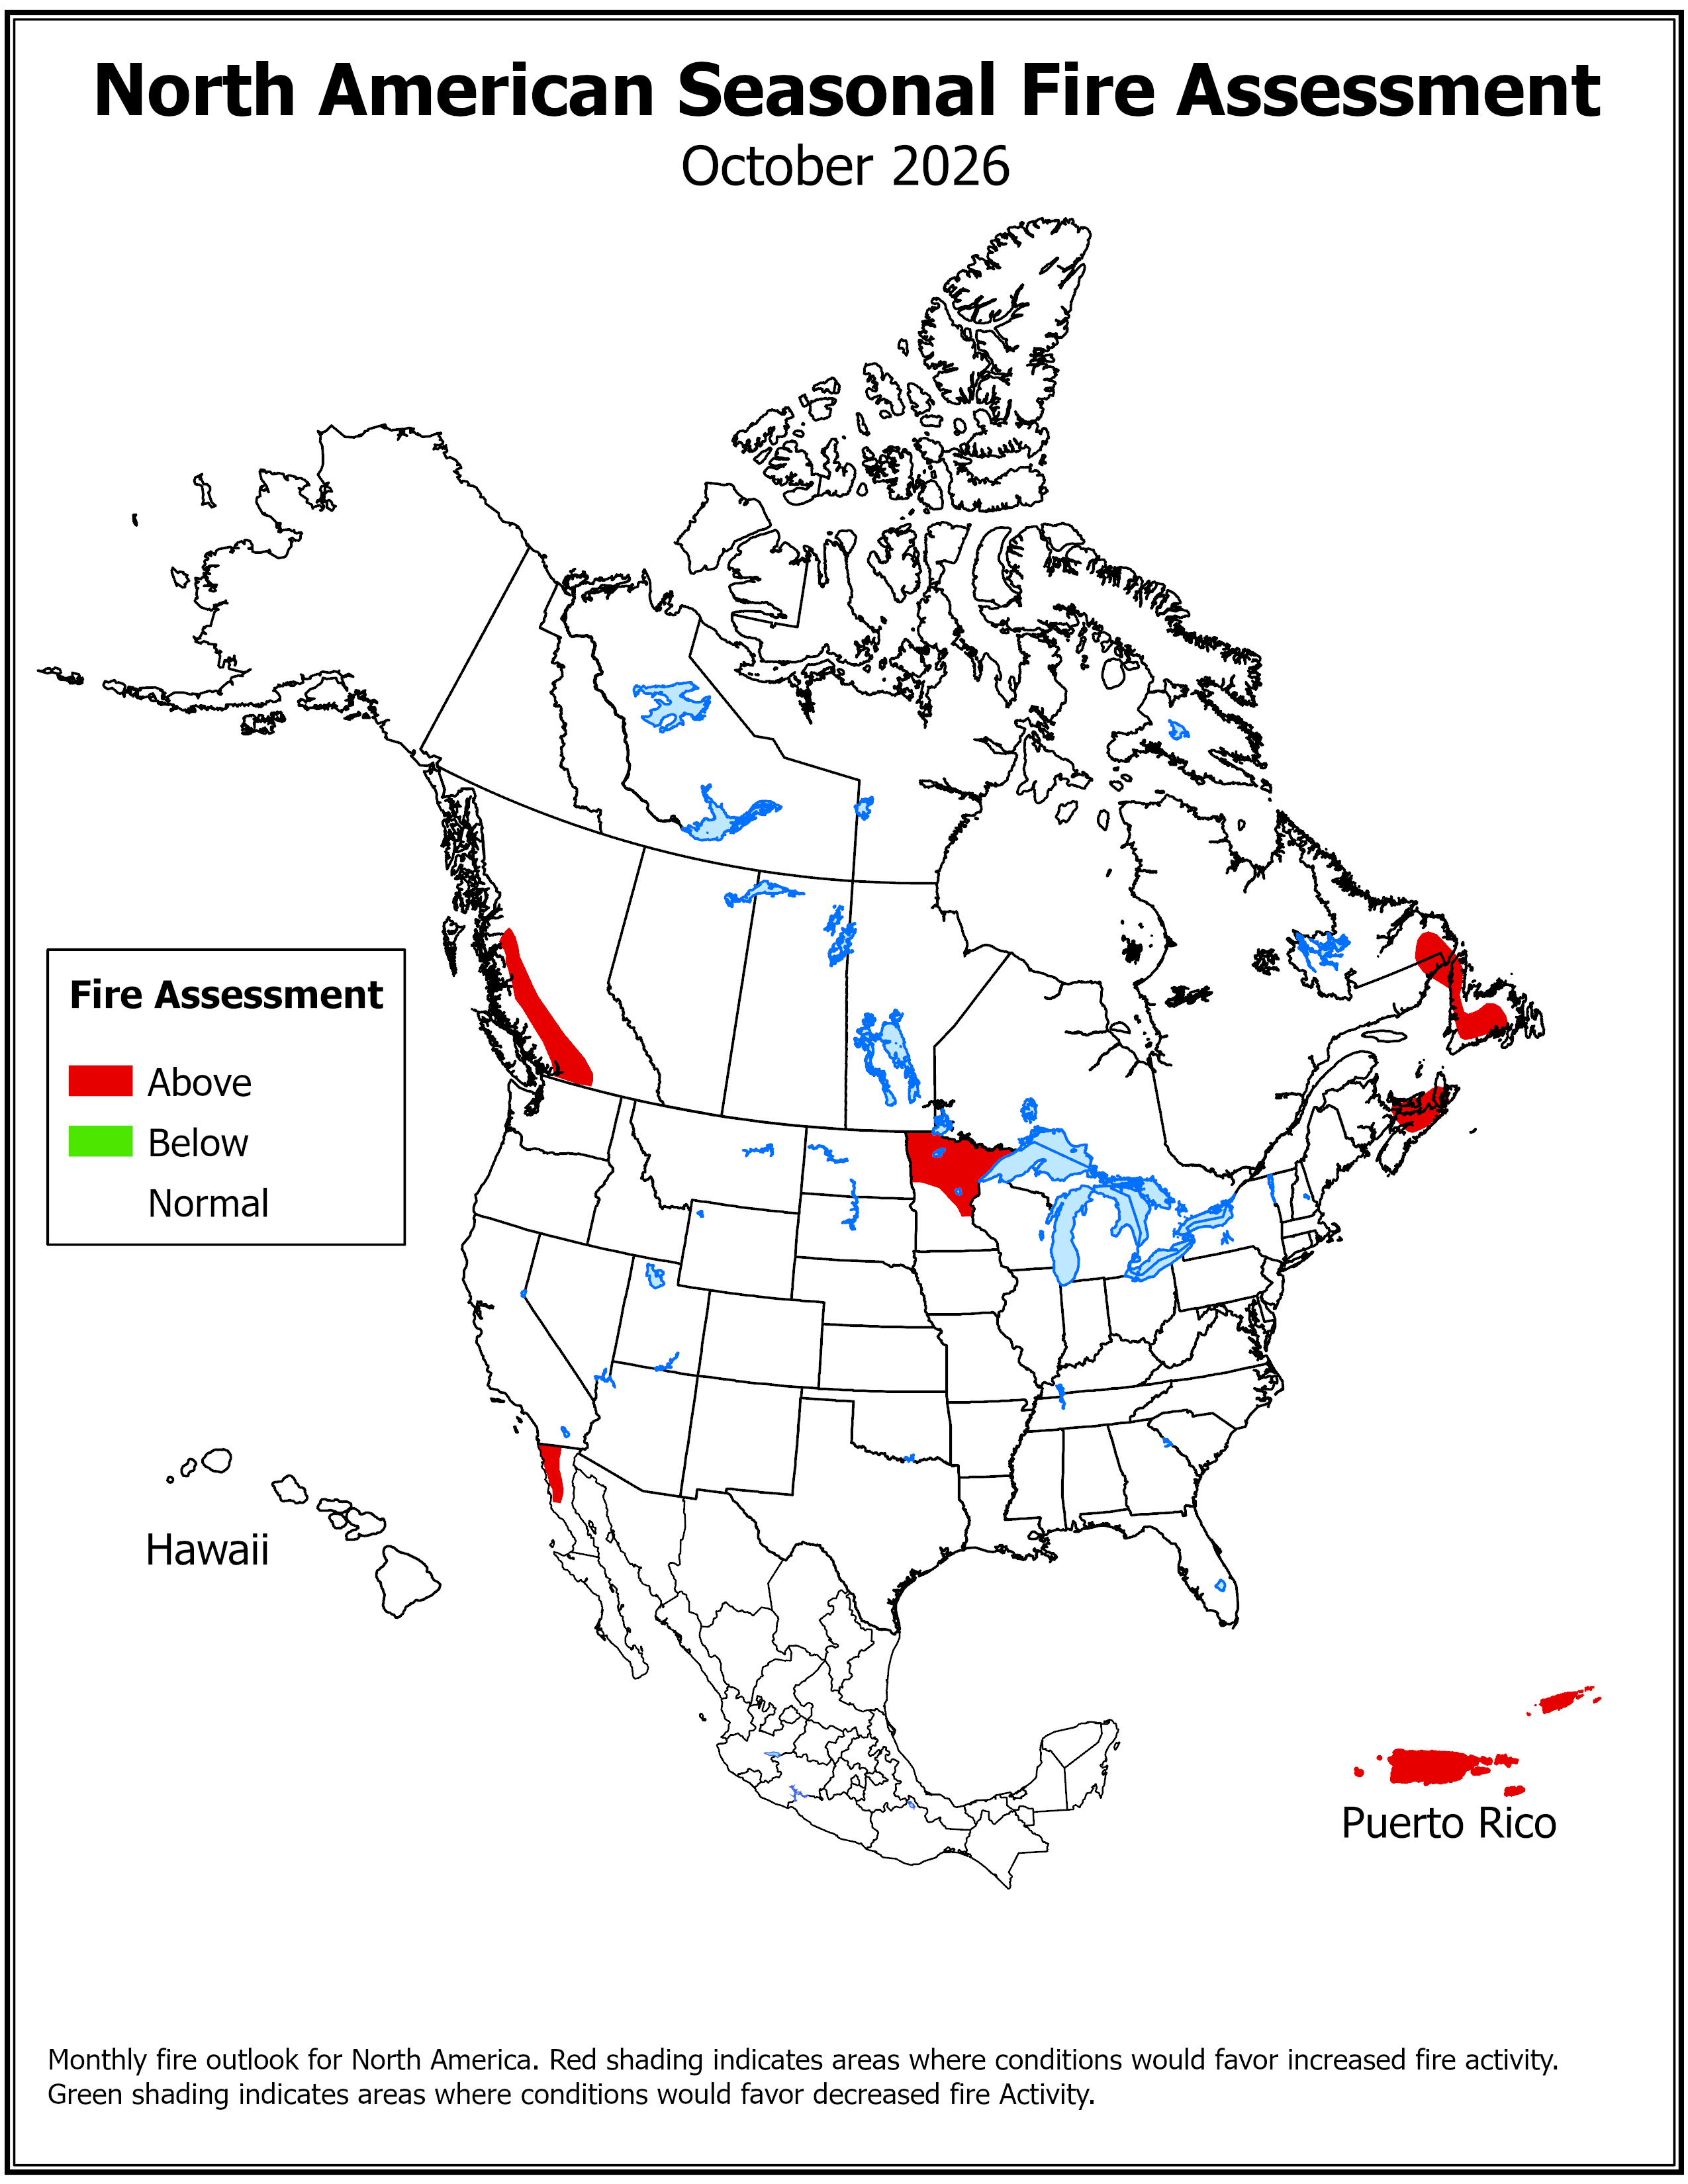 North American Seasonal Fire Assessment
October 2026
Fire Assessment
Above
Below
Normal
Hawaii
Puerto Rico
Monthly fire outlook for North America. Red shading indicates areas where conditions would favor increased fire activity.
Green shading indicates areas where conditions would favor decreased fire Activity.